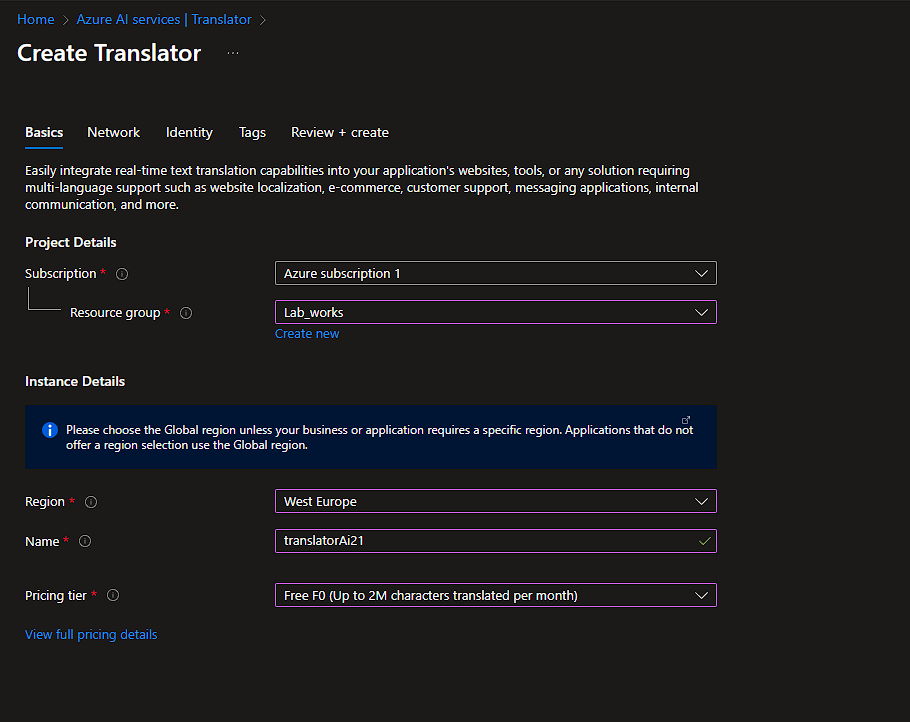 Home > Azure AI services | Translator >
Create Translator ...
Basics Network Identity Tags Review + create
Easily integrate real-time text translation capabilities into your application's websites, tools, or any solution requiring
multi-language support such as website localization, e-commerce, customer support, messaging applications, internal
communication, and more.
Project Details
Subscription * Azure subscription 1
Resource group * Lab_works
Create new
Instance Details
Please choose the Global region unless your business or application requires a specific region. Applications that do not
offer a region selection use the Global region.
Region * West Europe
Name * translatorAi21
Pricing tier * Free F0 (Up to 2M characters translated per month)
View full pricing details